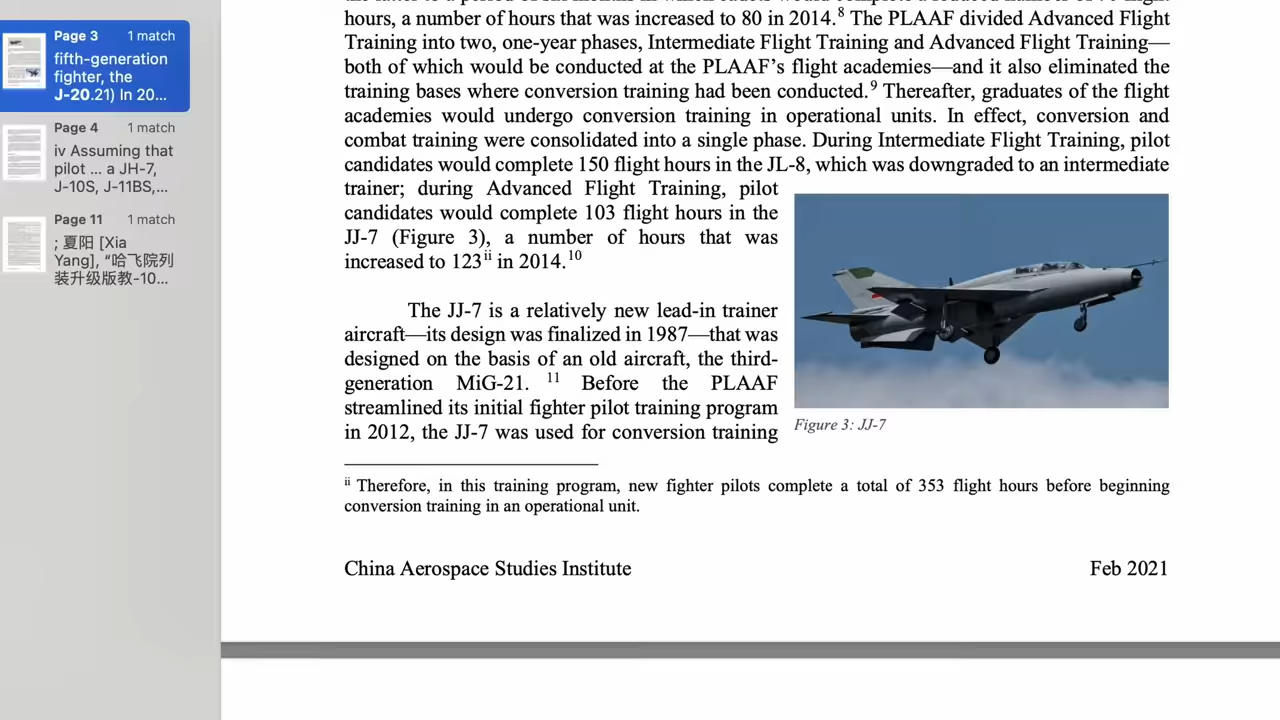 Page 3 1 match
fifth-generation
fighter, the
J-20.21) In 20...
Page 4 1 match
iv Assuming that
pilot ... a JH-7,
J-10S, J-11BS,...
Page 11 1 match
; 夏阳 [Xia
Yang], “哈飞院列
装升级版教-10...
hours, a number of hours that was increased to 80 in 2014.8 The PLAAF divided Advanced Flight
Training into two, one-year phases, Intermediate Flight Training and Advanced Flight Training—
both of which would be conducted at the PLAAF’s flight academies—and it also eliminated the
training bases where conversion training had been conducted.9 Thereafter, graduates of the flight
academies would undergo conversion training in operational units. In effect, conversion and
combat training were consolidated into a single phase. During Intermediate Flight Training, pilot
candidates would complete 150 flight hours in the JL-8, which was downgraded to an intermediate
trainer; during Advanced Flight Training, pilot
candidates would complete 103 flight hours in the
JJ-7 (Figure 3), a number of hours that was
increased to 123ii in 2014.10
The JJ-7 is a relatively new lead-in trainer
aircraft—its design was finalized in 1987—that was
designed on the basis of an old aircraft, the third-
generation MiG-21. 11 Before the PLAAF
streamlined its initial fighter pilot training program
in 2012, the JJ-7 was used for conversion training
Figure 3: JJ-7
ii Therefore, in this training program, new fighter pilots complete a total of 353 flight hours before beginning
conversion training in an operational unit.
China Aerospace Studies Institute Feb 2021